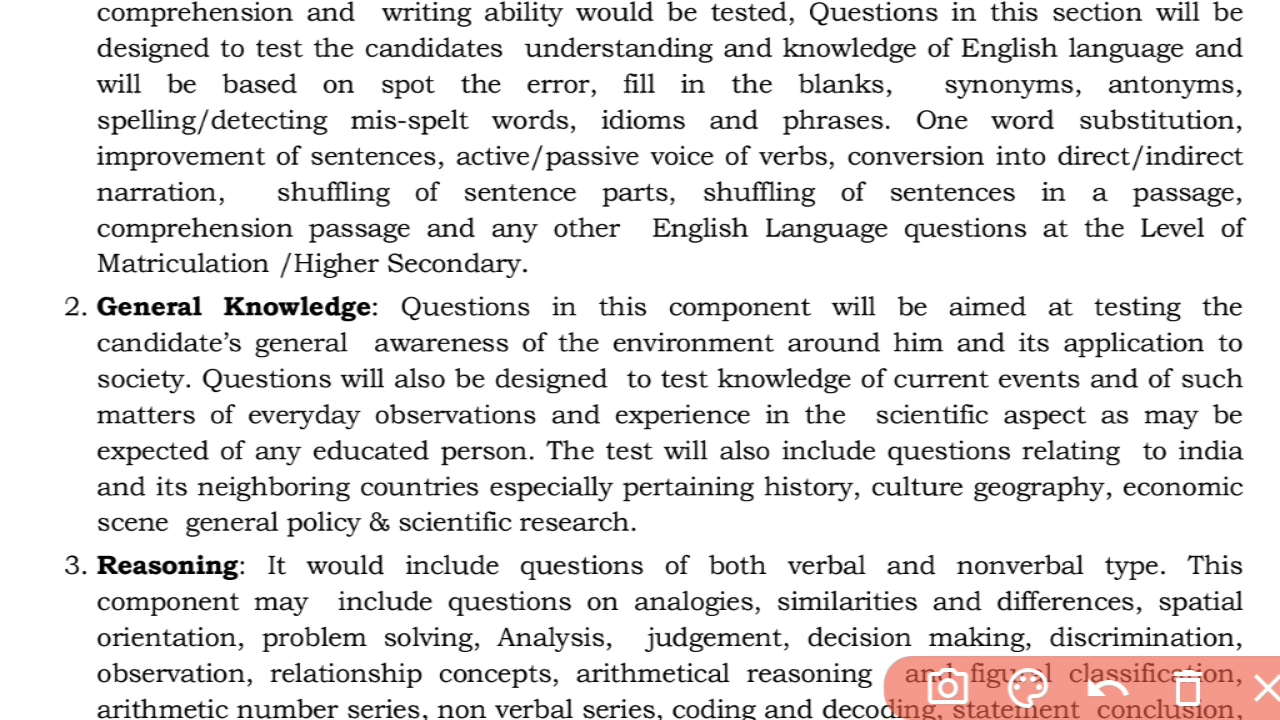 comprehension and writing ability would be tested, Questions in this section will be
designed to test the candidates understanding and knowledge of English language and
will be based on spot the error, fill in the blanks, synonyms, antonyms,
spelling/detecting mis-spelt words, idioms and phrases. One word substitution,
improvement of sentences, active/passive voice of verbs, conversion into direct/indirect
narration, shuffling of sentence parts, shuffling of sentences in a passage,
comprehension passage and any other English Language questions at the Level of
Matriculation /Higher Secondary.
2. General Knowledge: Questions in this component will be aimed at testing the
candidate’s general awareness of the environment around him and its application to
society. Questions will also be designed to test knowledge of current events and of such
matters of everyday observations and experience in the scientific aspect as may be
expected of any educated person. The test will also include questions relating to india
and its neighboring countries especially pertaining history, culture geography, economic
scene general policy & scientific research.
3. Reasoning: It would include questions of both verbal and nonverbal type. This
component may include questions on analogies, similarities and differences, spatial
orientation, problem solving, Analysis, judgement, decision making, discrimination,
observation, relationship concepts, arithmetical reasoning and figural classification,
arithmetic number series, non verbal series, coding and decoding, statement conclusion,